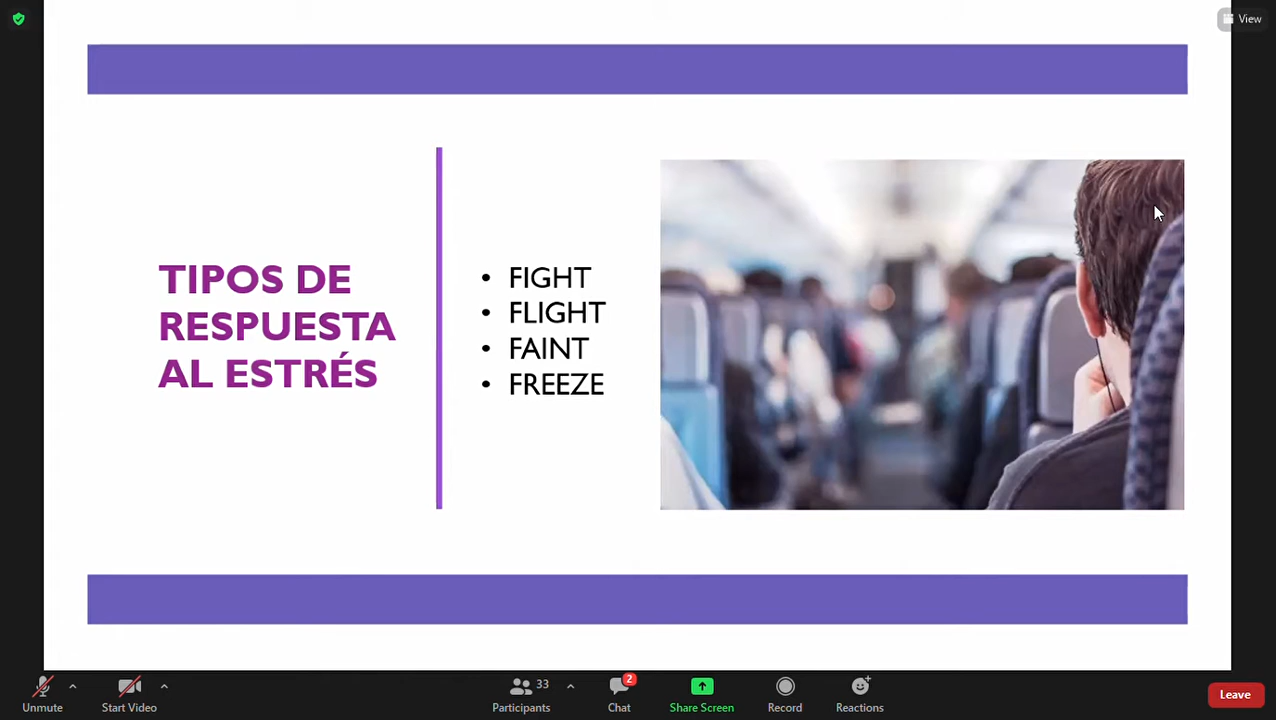 View
TIPOS DE
RESPUESTA
AL ESTRÉS
• FIGHT
• FLIGHT
• FAINT
• FREEZE
Unmute
Start Video
33
Participants
2
Chat
Share Screen
Record
Reactions
Leave